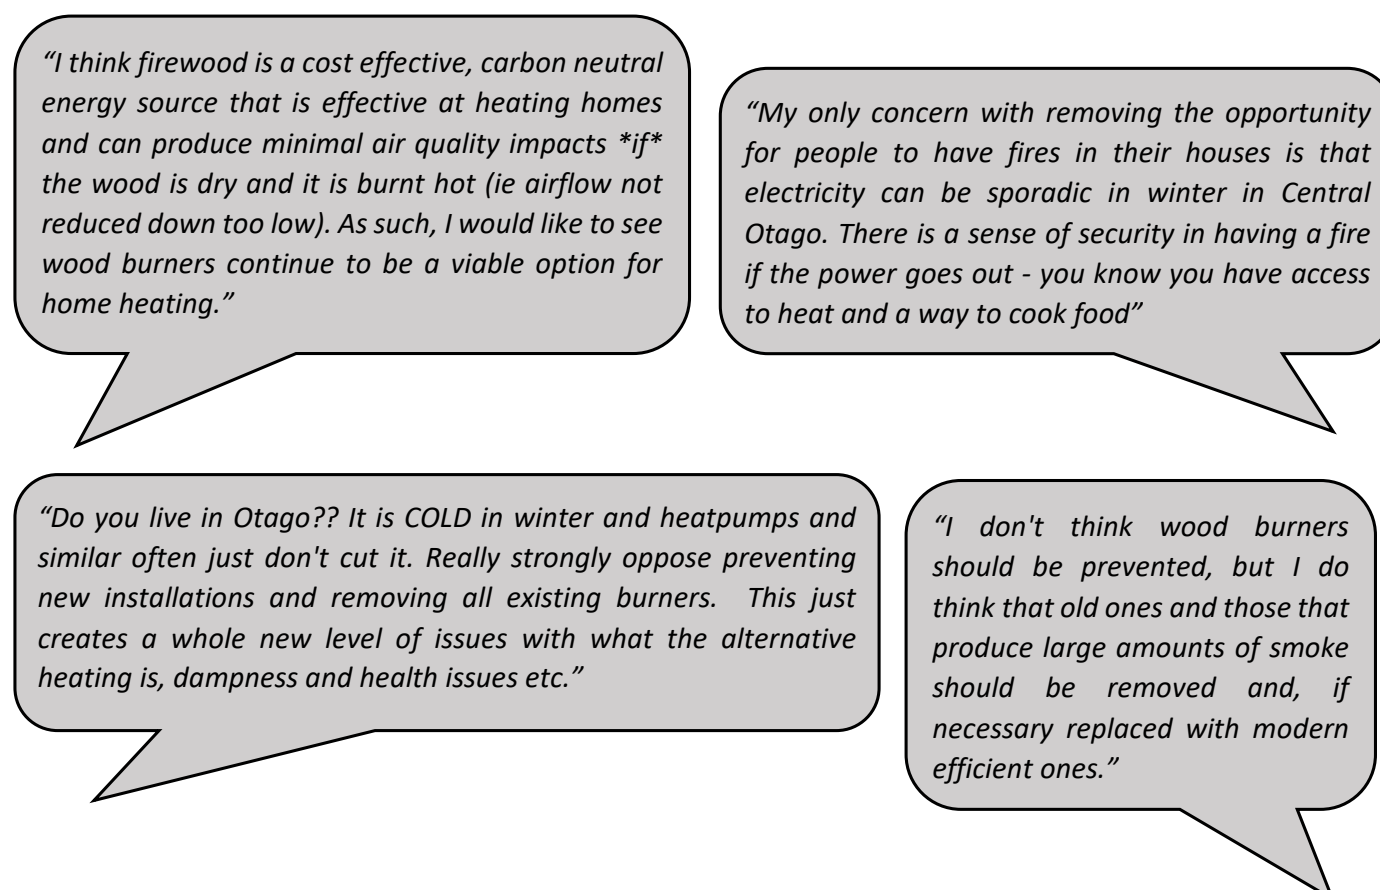 “I think firewood is a cost effective, carbon neutral
energy source that is effective at heating homes
and can produce minimal air quality impacts *if*
the wood is dry and it is burnt hot (ie airflow not
reduced down too low). As such, I would like to see
wood burners continue to be a viable option for
home heating.”
“My only concern with removing the opportunity
for people to have fires in their houses is that
electricity can be sporadic in winter in Central
Otago. There is a sense of security in having a fire
if the power goes out - you know you have access
to heat and a way to cook food”
“Do you live in Otago?? It is COLD in winter and heatpumps and
similar often just don't cut it. Really strongly oppose preventing
new installations and removing all existing burners. This just
creates a whole new level of issues with what the alternative
heating is, dampness and health issues etc.”
“I don't think wood burners
should be prevented, but I do
think that old ones and those that
produce large amounts of smoke
should be removed and, if
necessary replaced with modern
efficient ones.”